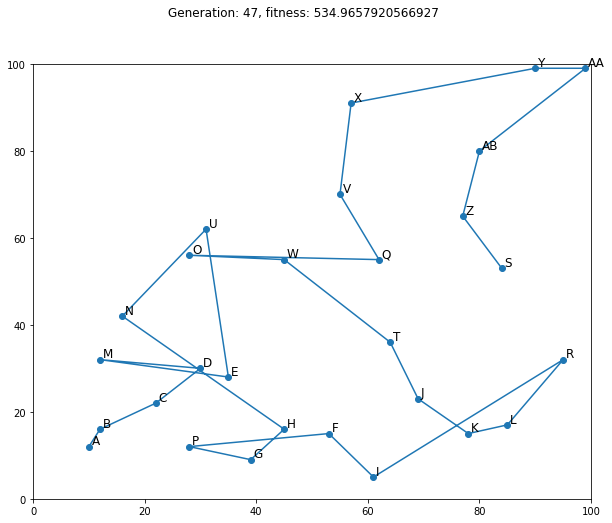 Generation: 47, fitness: 534.9657920566927
100
Y
AA
X
80
AB
V
Z
U
60
O
W
Q
S
N
40
T
M
D
E
R
20
C
J
B
H
L
A
P
F
K
G
I
0
0 20 40 60 80 100